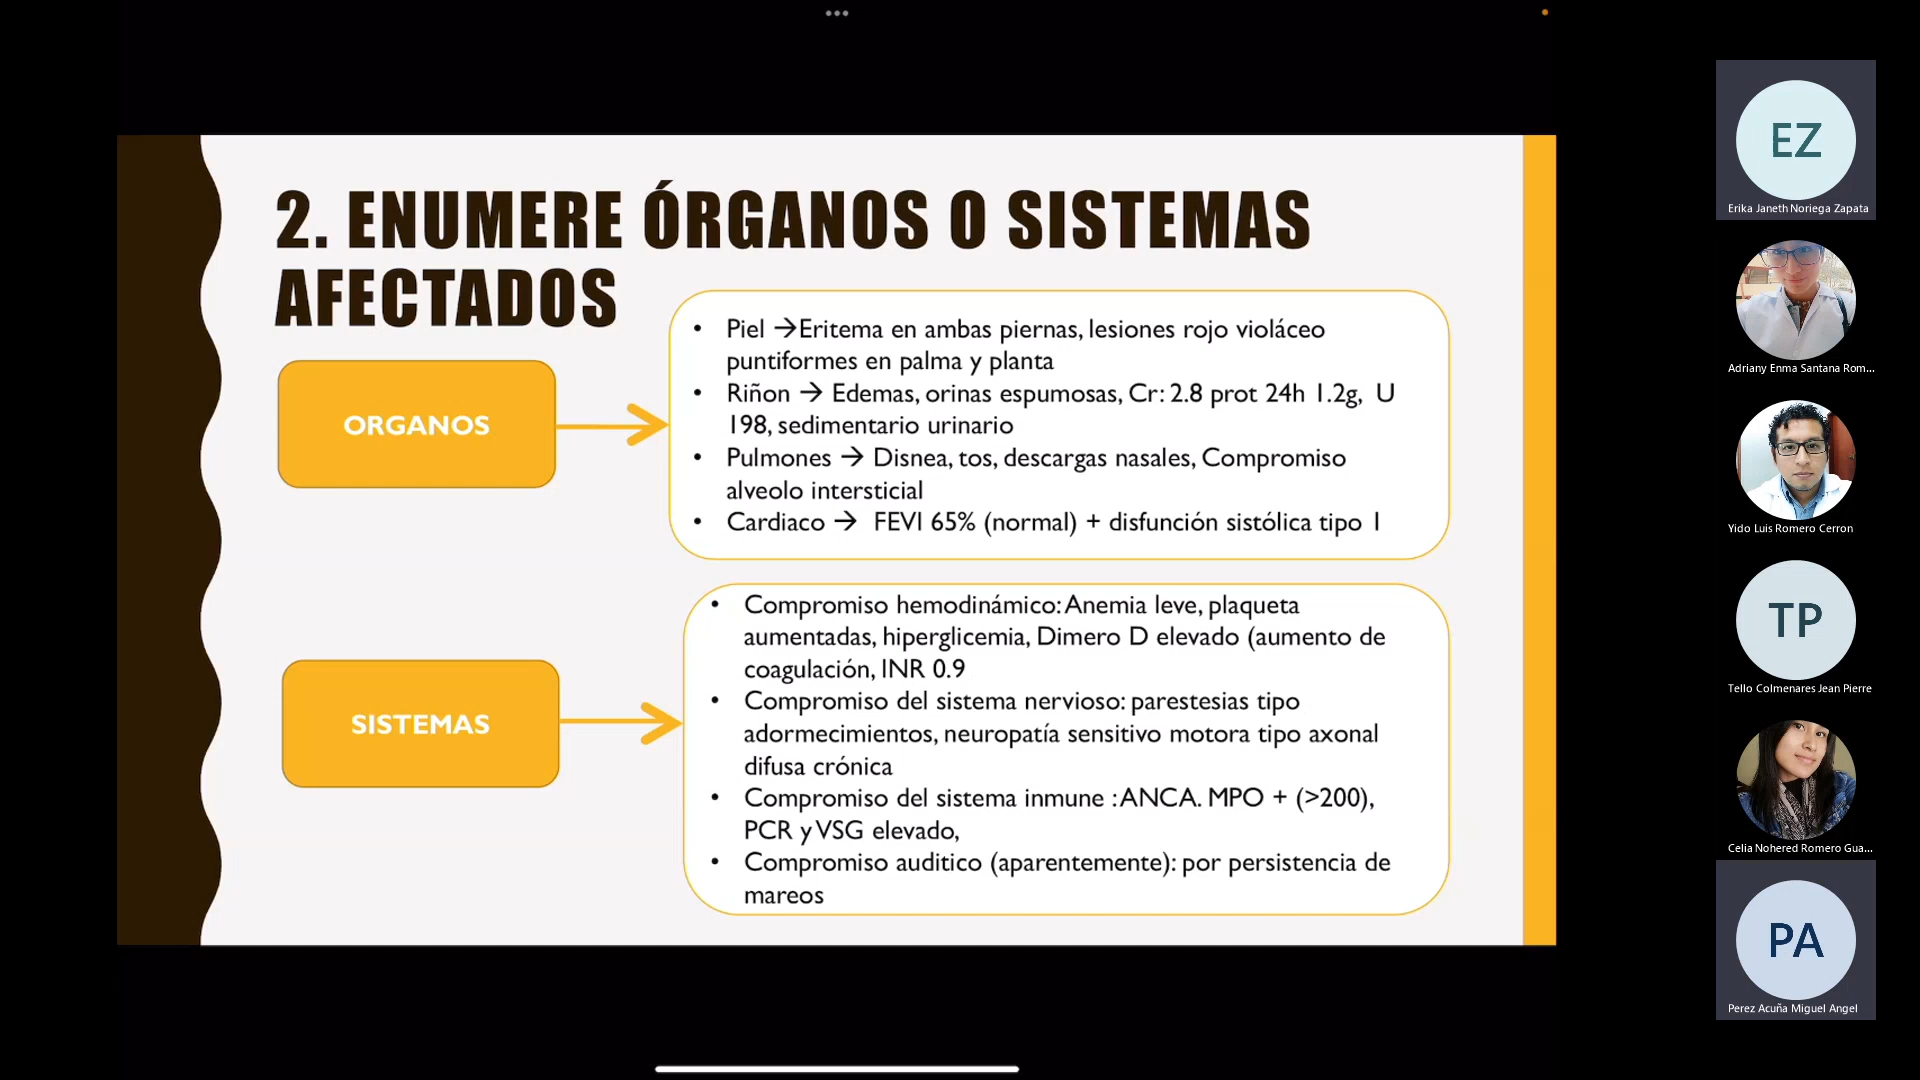 2. ENUMERE ÓRGANOS O SISTEMAS
AFECTADOS
ORGANOS
• Piel →Eritema en ambas piernas, lesiones rojo violáceo
puntiformes en palma y planta
• Riñon → Edemas, orinas espumosas, Cr: 2.8 prot 24h 1.2g, U
198, sedimentario urinario
• Pulmones → Disnea, tos, descargas nasales, Compromiso
alveolo intersticial
• Cardiaco → FEVI 65% (normal) + disfunción sistólica tipo 1
SISTEMAS
• Compromiso hemodinámico: Anemia leve, plaqueta
aumentadas, hiperglicemia, Dimero D elevado (aumento de
coagulación, INR 0.9
• Compromiso del sistema nervioso: parestesias tipo
adormecimientos, neuropatía sensitivo motora tipo axonal
difusa crónica
• Compromiso del sistema inmune : ANCA. MPO + (>200),
PCR y VSG elevado,
• Compromiso auditico (aparentemente): por persistencia de
mareos
EZ
Erika Janeth Noriega Zapata
Adriany Enma Santana Rom...
Yido Luis Romero Cerron
TP
Tello Colmenares Jean Pierre
Celia Nohered Romero Gua...
PA
Perez Acuña Miguel Angel